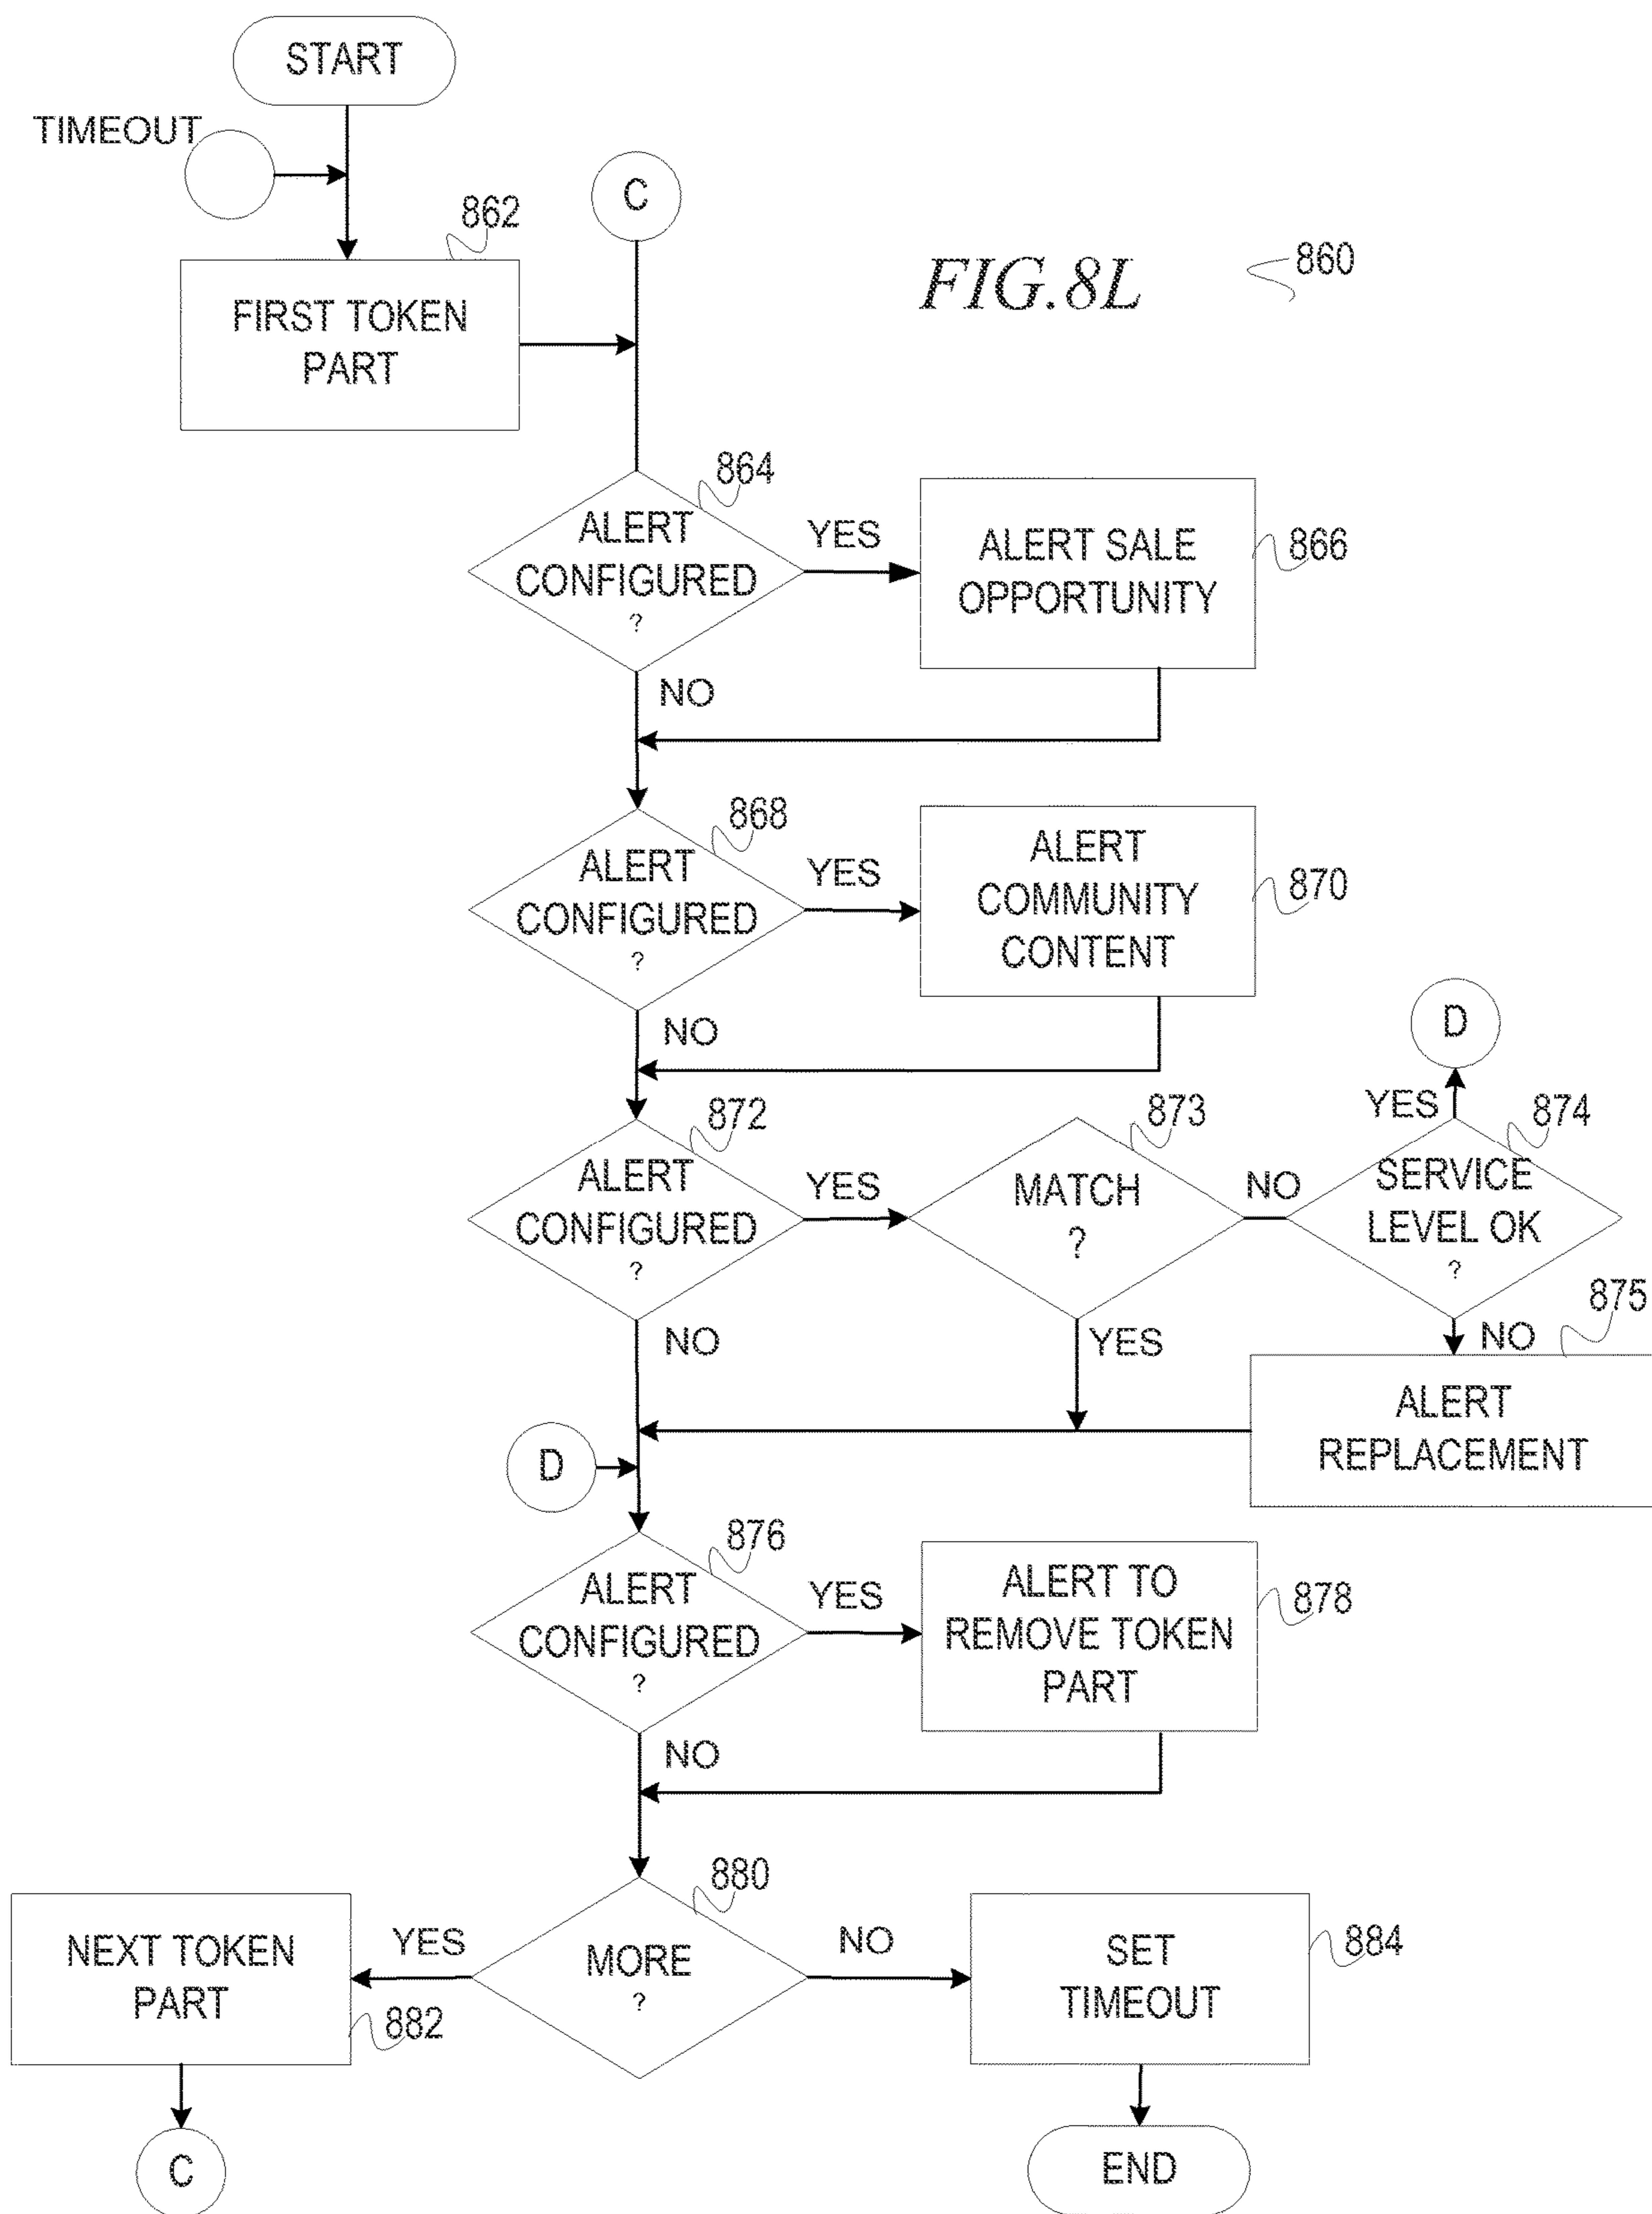 START
TIMEOUT
C
862
FIRST TOKEN
PART
FIG.8L
860
864
ALERT
CONFIGURED
?
YES
ALERT SALE
OPPORTUNITY
866
NO
868
ALERT
CONFIGURED
?
YES
ALERT
COMMUNITY
CONTENT
870
NO
D
872
ALERT
CONFIGURED
?
YES
873
MATCH
?
NO
YES
874
SERVICE
LEVEL OK
?
NO
YES
NO
875
ALERT
REPLACEMENT
D
876
ALERT
CONFIGURED
?
YES
ALERT TO
REMOVE TOKEN
PART
878
NO
880
MORE
?
YES
NEXT TOKEN
PART
882
NO
SET
TIMEOUT
884
C
END